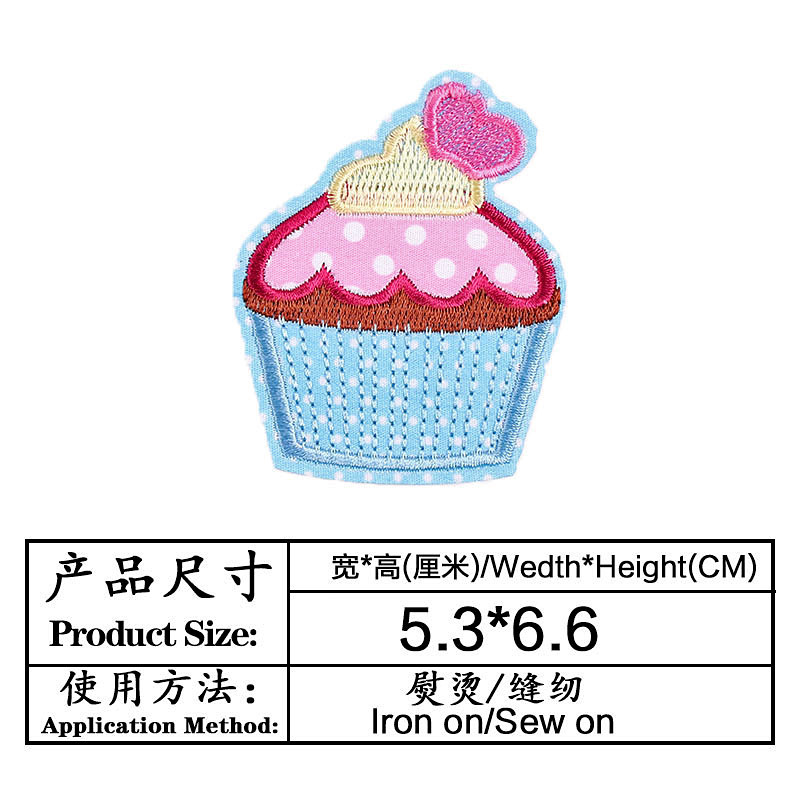 产品尺寸
Product Size:
宽*高(厘米)/Wedth*Height(CM)
5.3*6.6
使用方法:
Application Method:
熨烫/缝纫
Iron on/Sew on